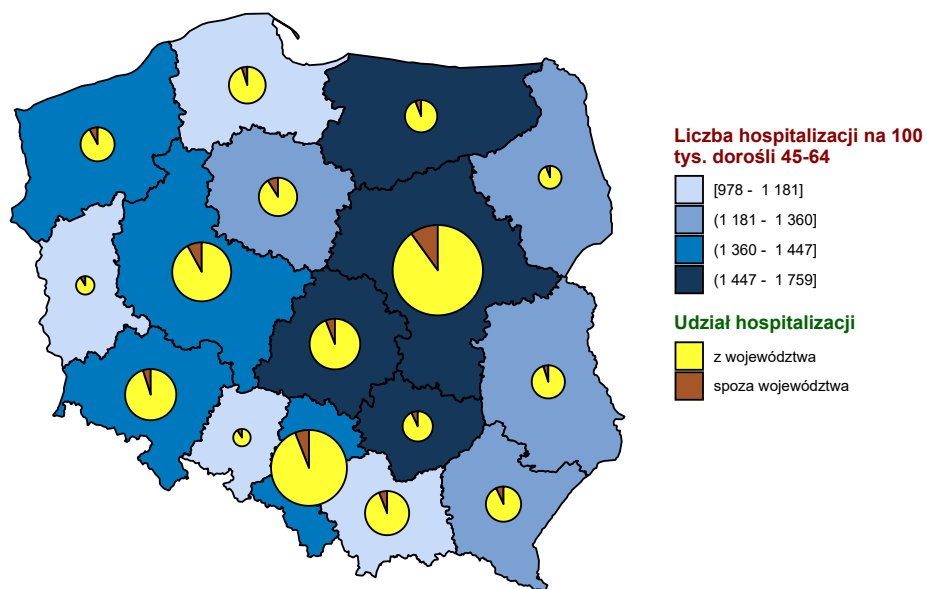 Liczba hospitalizacji na 100
tys. dorośli 45-64
[978 - 1 181]
(1 181 - 1 360]
(1 360 - 1 447]
(1 447 - 1 759]
Udział hospitalizacji
z województwa
spoza województwa